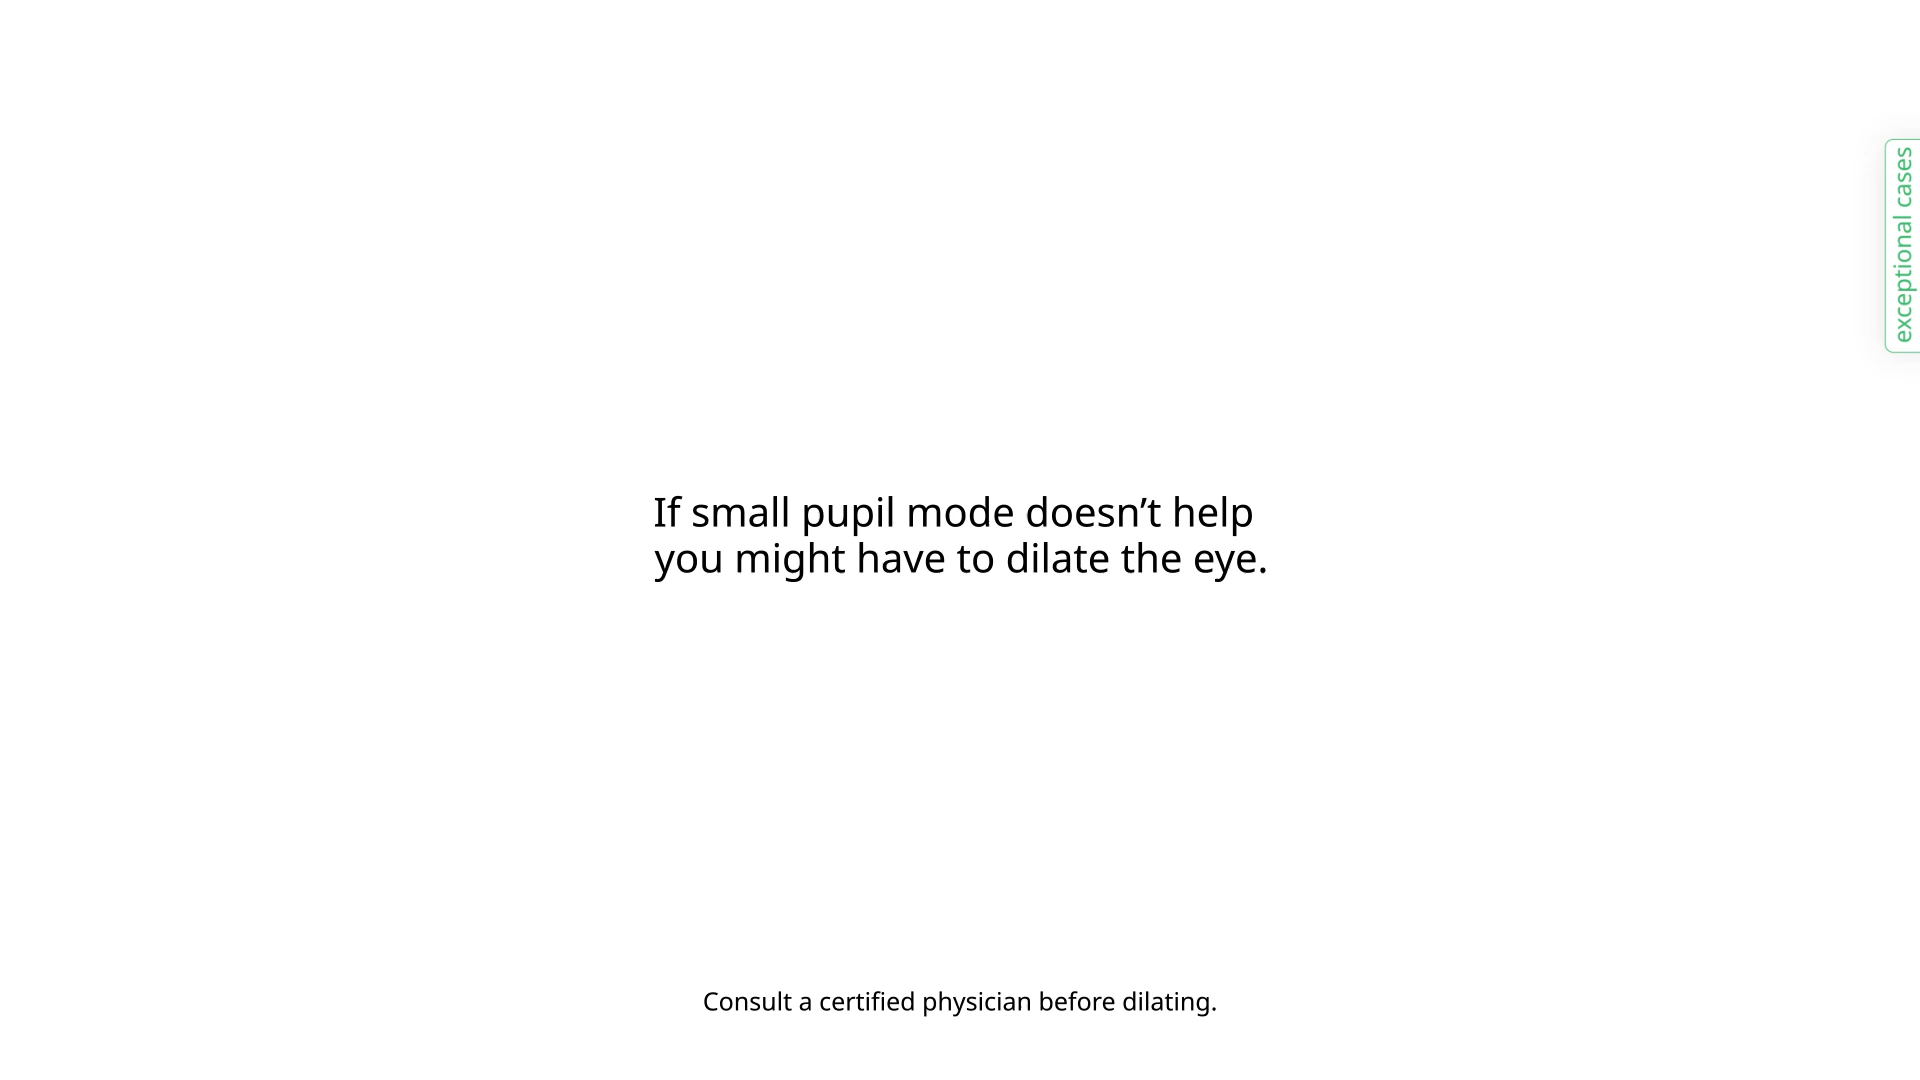 exceptional cases
If small pupil mode doesn’t help
you might have to dilate the eye.
Consult a certified physician before dilating.